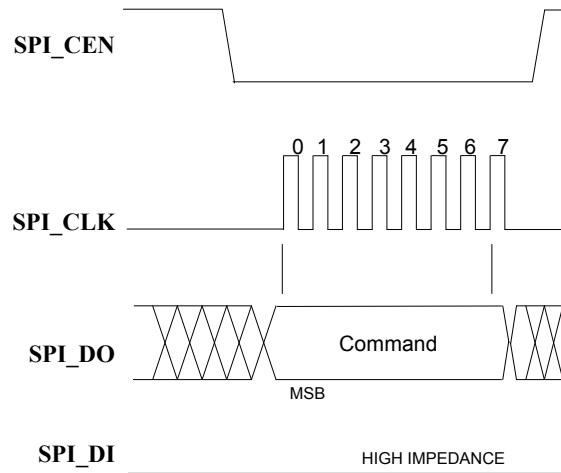 SPI_CEN
0 1 2 3 4 5 6 7
SPI_CLK
SPI_DO
Command
MSB
SPI_DI
HIGH IMPEDANCE